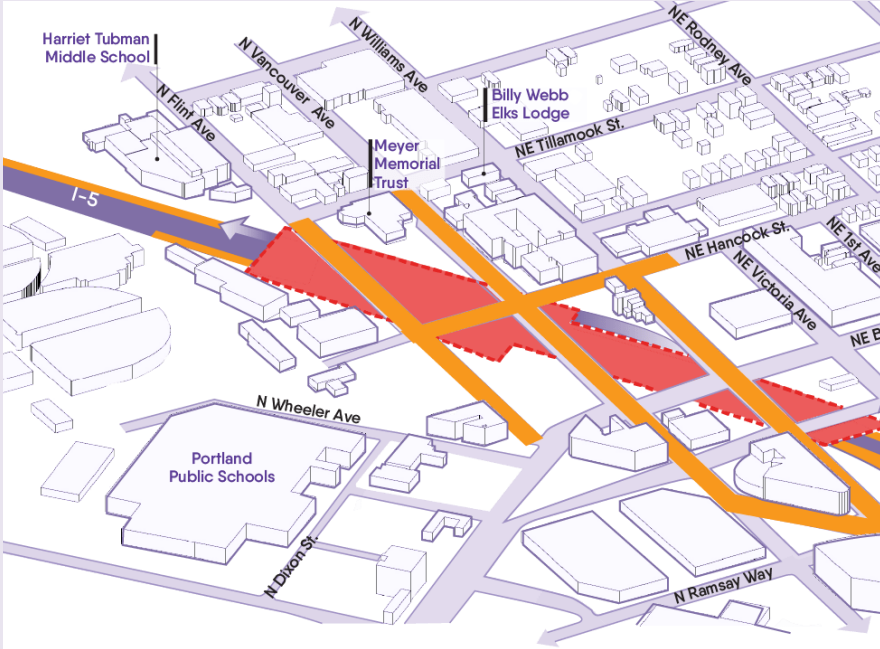 Harriet Tubman
Middle School
N Flint Ave
N Vancouver Ave
N Williams Ave
NE Rodney Ave
Billy Webb
Elks Lodge
NE Tillamook St.
Meyer
Memorial
Trust
I-5
NE Hancock St.
NE 1st Ave
NE Victoria Ave
NE B
N Wheeler Ave
Portland
Public Schools
N Dixon St.
N Ramsay Way